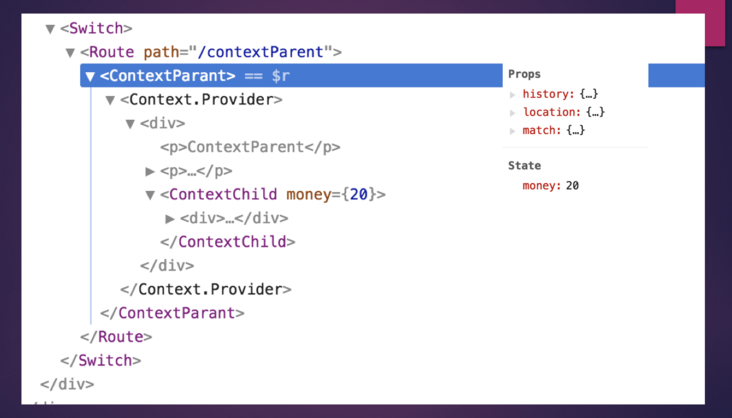 ▼ <Switch>
▼ <Route path="/contextParent">
▼ <ContextParant> == $r
▼ <Context.Provider>
▼ <div>
<p>ContextParent</p>
▶ <p>…</p>
▼ <ContextChild money={20}>
▶ <div>…</div>
</ContextChild>
</div>
</Context.Provider>
</ContextParant>
</Route>
</Switch>
</div>
Props
▶ history: {…}
▶ location: {…}
▶ match: {…}
State
money: 20